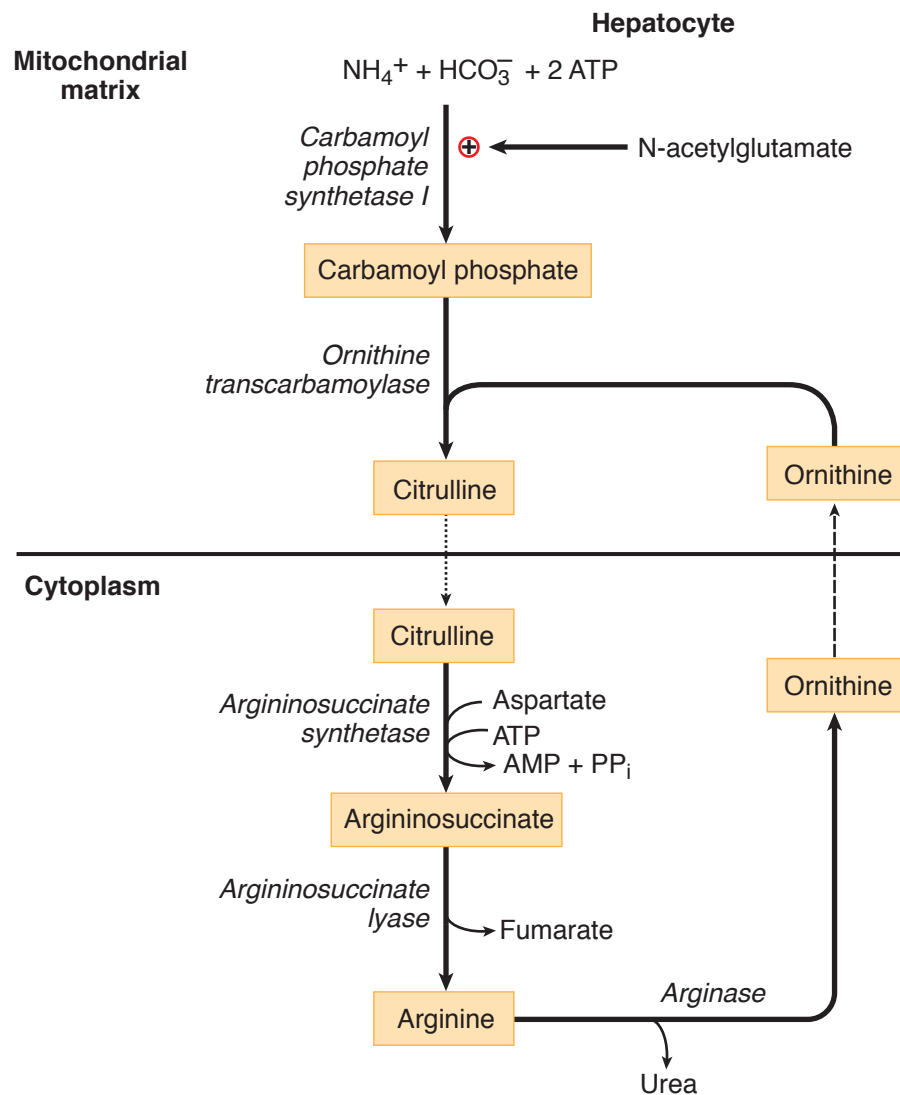 Hepatocyte
Mitochondrial
matrix
NH₄⁺ + HCO₃⁻ + 2 ATP
Carbamoyl
phosphate
synthetase I
+
N-acetylglutamate
Carbamoyl phosphate
Ornithine
transcarbamoylase
Citrulline
Ornithine
Cytoplasm
Citrulline
Ornithine
Argininosuccinate
synthetase
Aspartate
ATP
AMP + PPᵢ
Argininosuccinate
Argininosuccinate
lyase
Fumarate
Arginine
Arginase
Urea